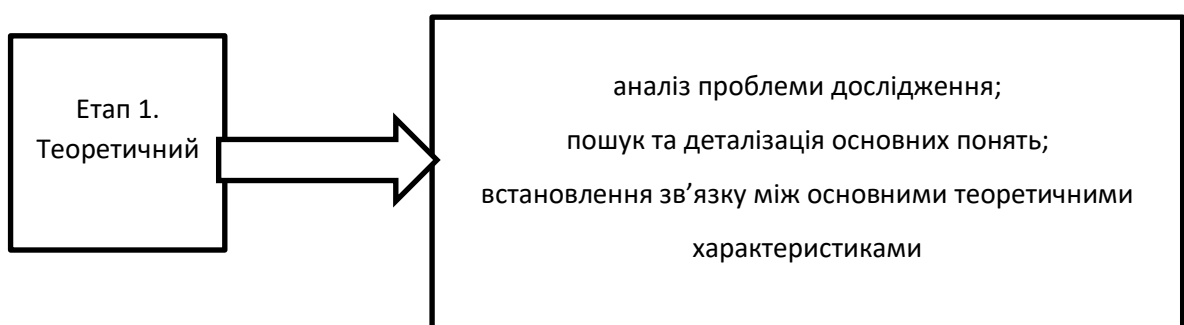 Етап 1.
Теоретичний
аналіз проблеми дослідження;
пошук та деталізація основних понять;
встановлення зв’язку між основними теоретичними
характеристиками